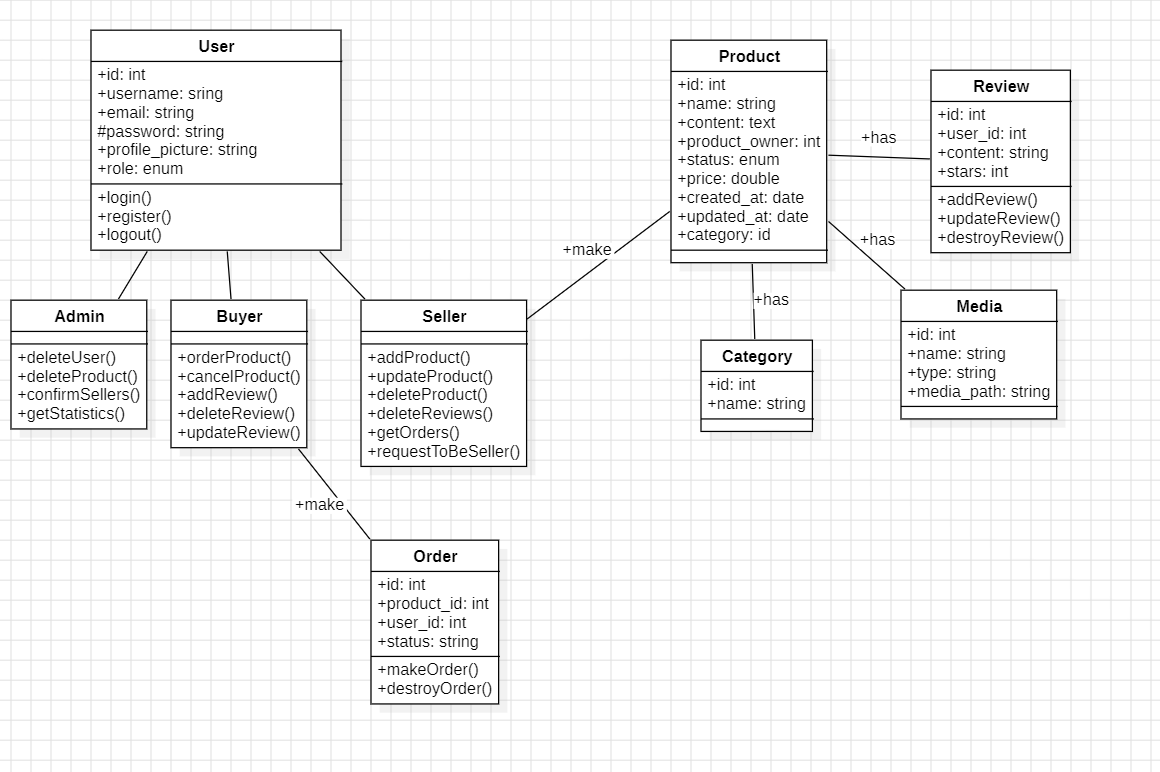 User
+id: int
+username: sring
+email: string
#password: string
+profile_picture: string
+role: enum
+login()
+register()
+logout()
Product
+id: int
+name: string
+content: text
+product_owner: int
+status: enum
+price: double
+created_at: date
+updated_at: date
+category: id
+has
Review
+id: int
+user_id: int
+content: string
+stars: int
+addReview()
+updateReview()
+destroyReview()
+make
+has
+has
Admin
+deleteUser()
+deleteProduct()
+confirmSellers()
+getStatistics()
Buyer
+orderProduct()
+cancelProduct()
+addReview()
+deleteReview()
+updateReview()
Seller
+addProduct()
+updateProduct()
+deleteProduct()
+deleteReviews()
+getOrders()
+requestToBeSeller()
Category
+id: int
+name: string
Media
+id: int
+name: string
+type: string
+media_path: string
+make
Order
+id: int
+product_id: int
+user_id: int
+status: string
+makeOrder()
+destroyOrder()